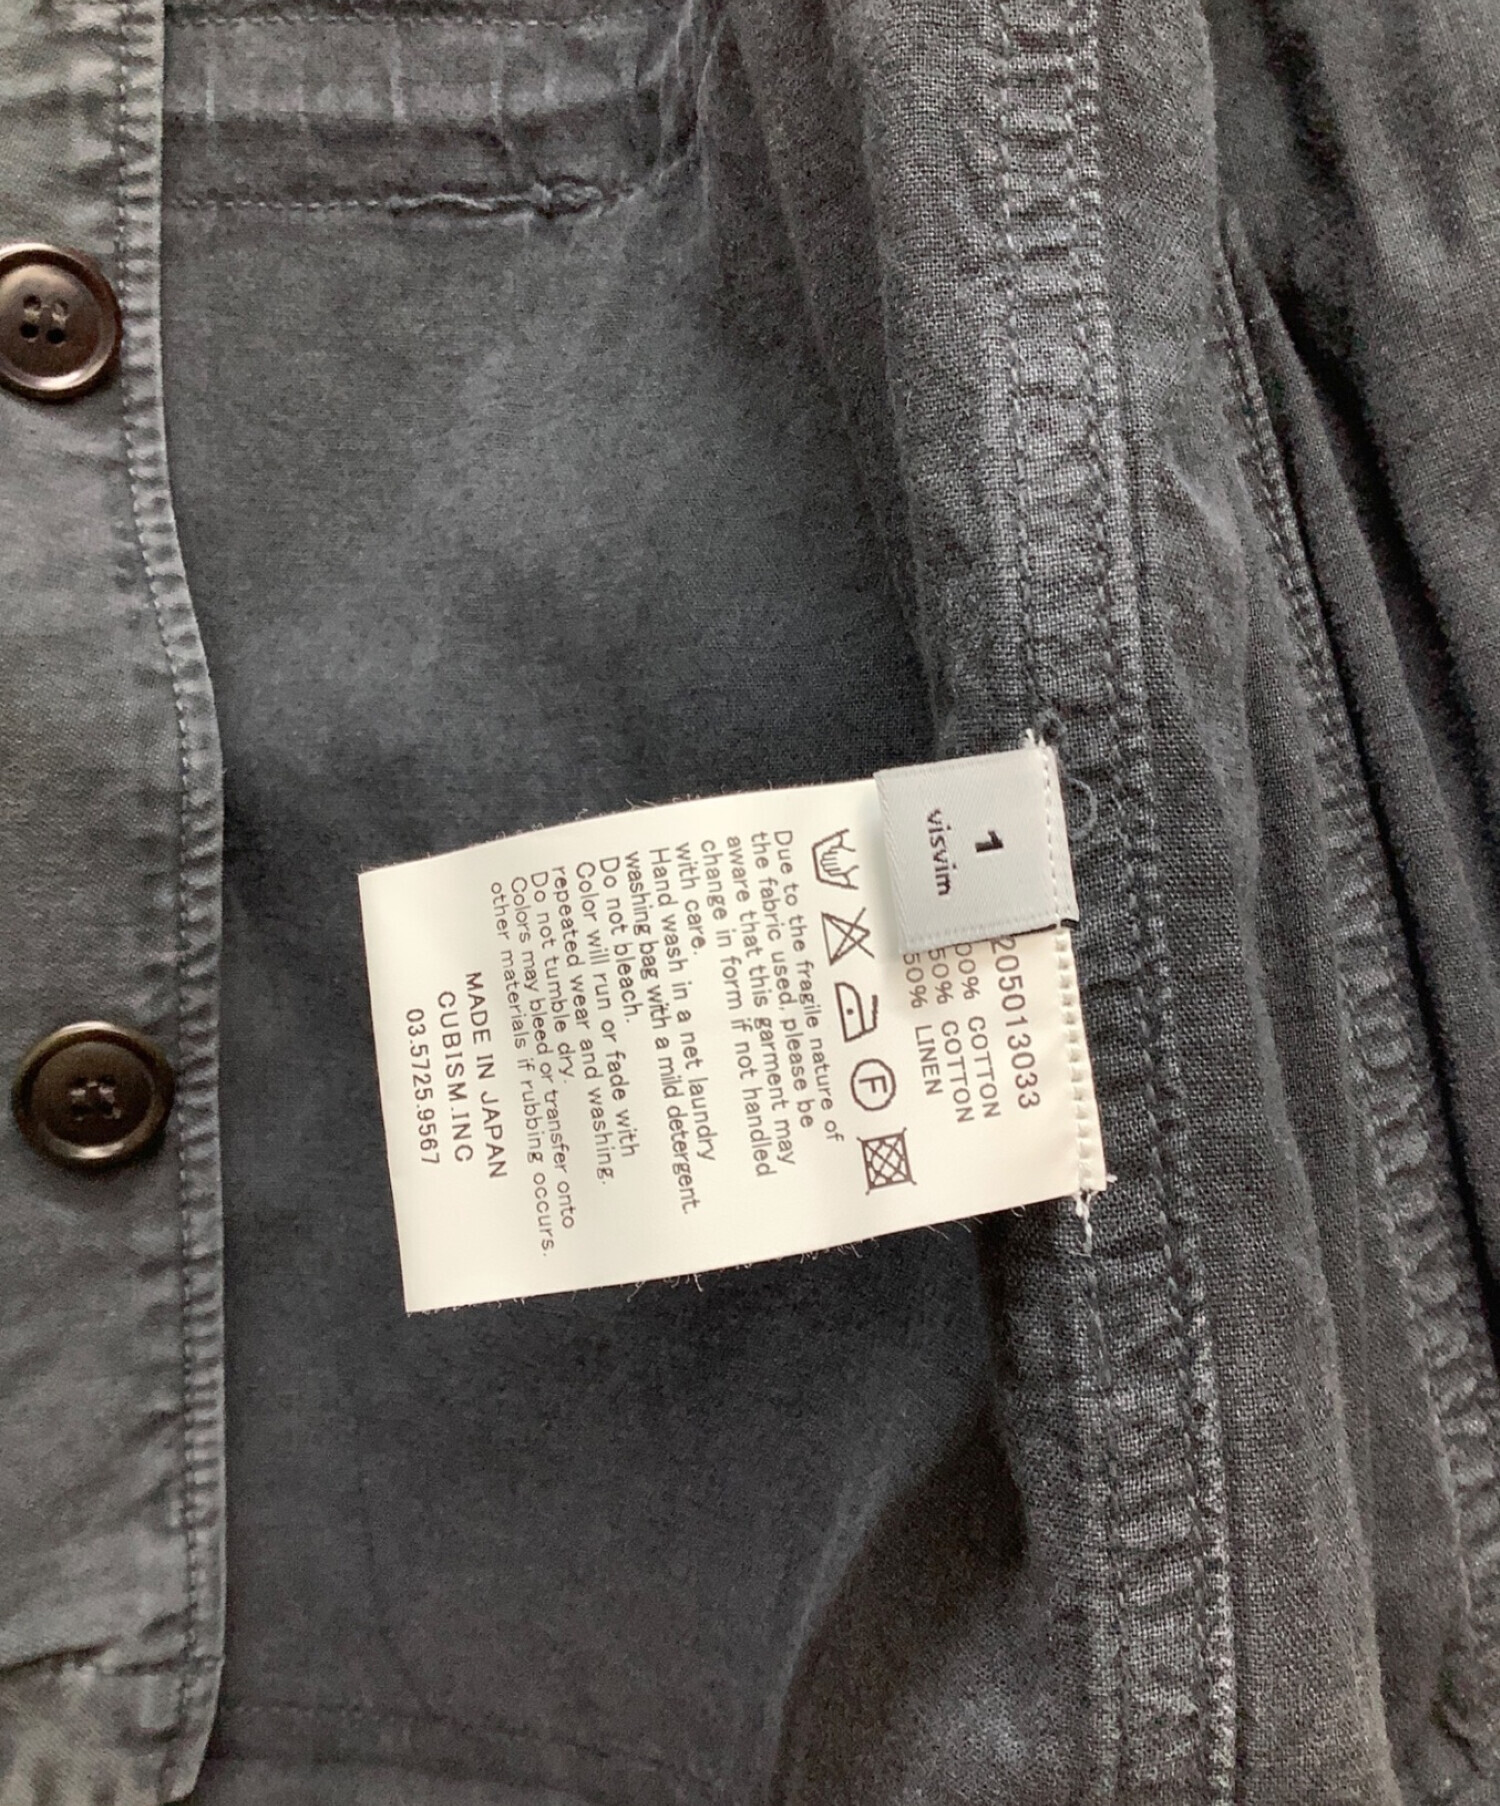 1
visvim
205013033
00% COTTON
50% COTTON
50% LINEN
F
Due to the fragile nature of
the fabric used, please be
aware that this garment may
change in form if not handled
with care.
Hand wash in a net laundry
washing bag with a mild detergent.
Do not bleach.
Color will run or fade with
repeated wear and washing.
Do not tumble dry.
Colors may bleed or transfer onto
other materials if rubbing occurs.
MADE IN JAPAN
CUBISM.INC
03.5725.9567